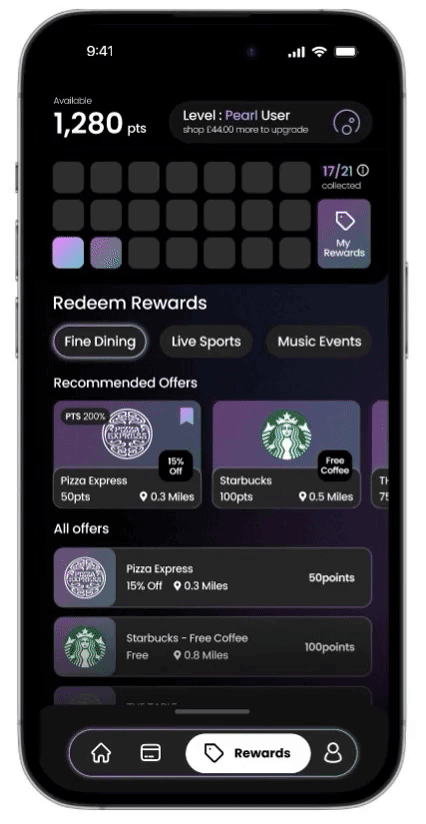 9:41
Available
1,280 pts
Level : Pearl User
shop £44.00 more to upgrade
17/21
collected
My
Rewards
Redeem Rewards
Fine Dining
Live Sports
Music Events
Recommended Offers
PTS 200%
PIZZA
EXPRESS
15%
Off
Pizza Express
50pts
0.3 Miles
Free
Coffee
Starbucks
100pts
0.5 Miles
All offers
PIZZA
EXPRESS
Pizza Express
15% Off
0.3 Miles
50points
Starbucks - Free Coffee
Free
0.8 Miles
100points
Rewards